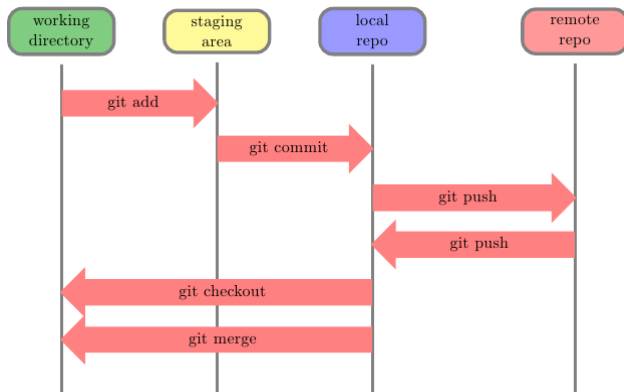 working
directory
staging
area
local
repo
remote
repo
git add
git commit
git push
git push
git checkout
git merge